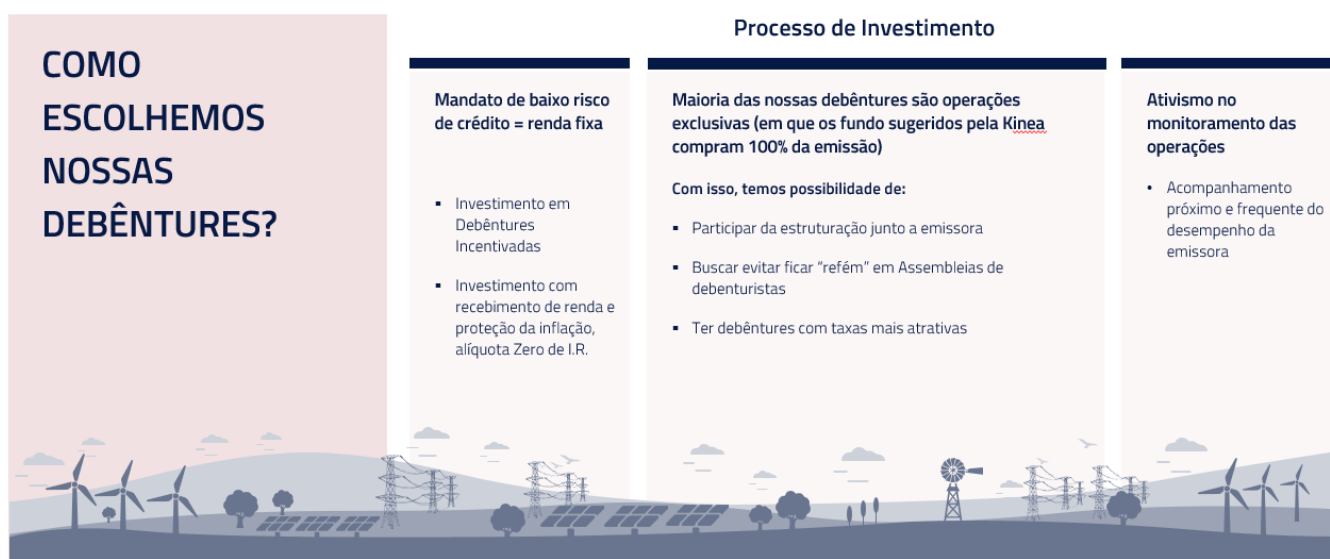 Processo de Investimento
COMO
ESCOLHEMOS
NOSSAS
DEBÊNTURES?
Mandato de baixo risco
de crédito = renda fixa
▪ Investimento em
Debêntures
Incentivadas
▪ Investimento com
recebimento de renda e
proteção da inflação,
alíquota Zero de I.R.
Maioria das nossas debêntures são operações
exclusivas (em que os fundo sugeridos pela Kinea
compram 100% da emissão)
Com isso, temos possibilidade de:
▪ Participar da estruturação junto a emissora
▪ Buscar evitar ficar “refém” em Assembleias de
debenturistas
▪ Ter debêntures com taxas mais atrativas
Ativismo no
monitoramento das
operações
• Acompanhamento
próximo e frequente do
desempenho da
emissora